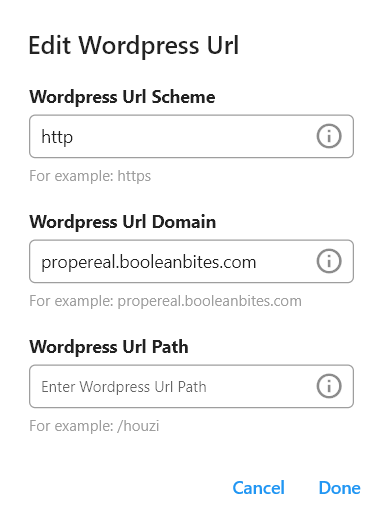 Edit Wordpress Url
Wordpress Url Scheme
http
For example: https
Wordpress Url Domain
propereal.booleanbites.com
For example: propereal.booleanbites.com
Wordpress Url Path
Enter Wordpress Url Path
For example: /houzi
Cancel Done